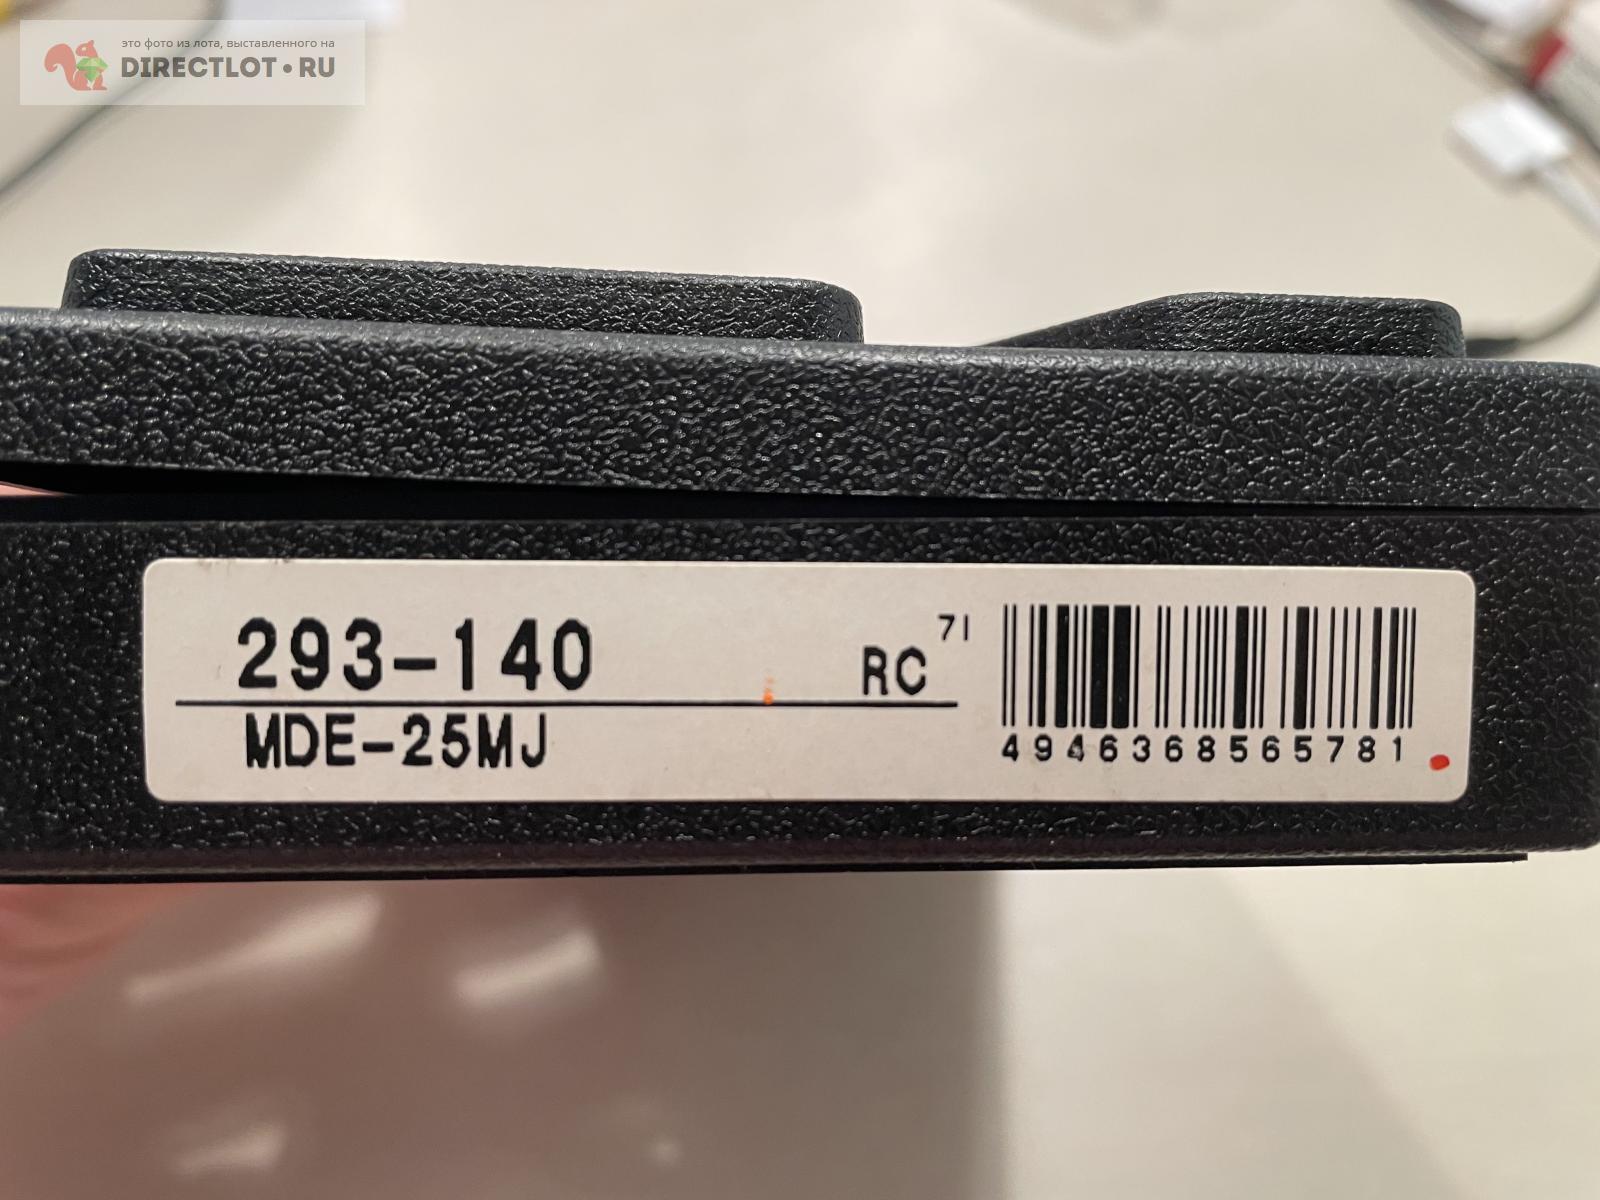 это фото из лота, выставленного на
DIRECTLOT•RU
293-140
RC
71
MDE-25MJ
4946368565781